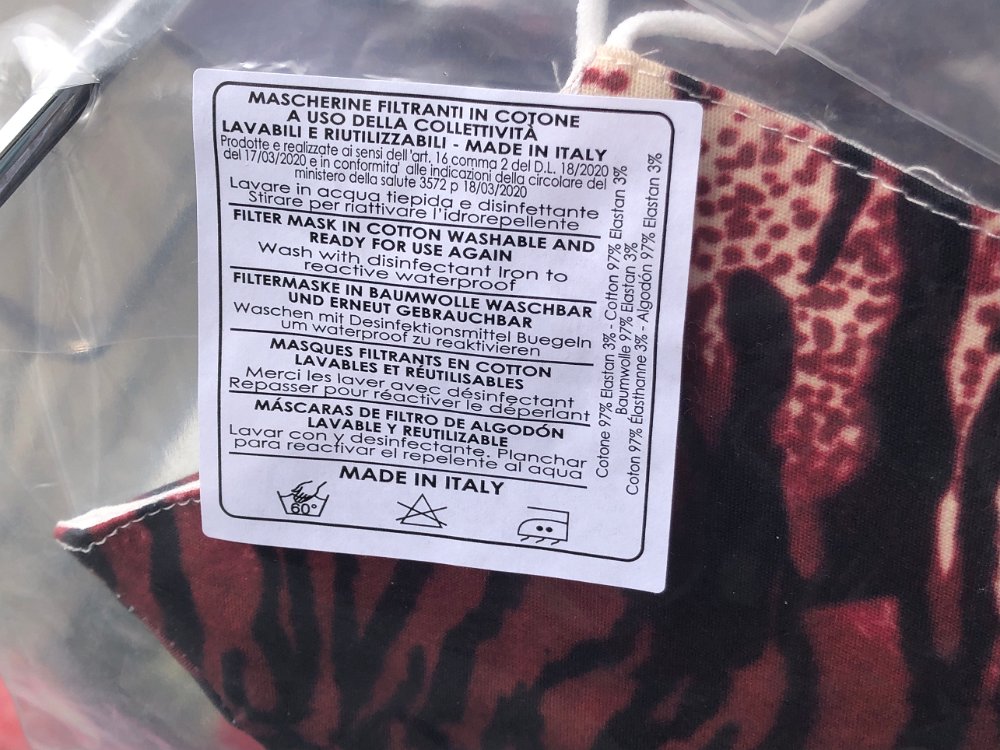 MASCHERINE FILTRANTI IN COTONE
A USO DELLA COLLETTIVITÀ
LAVABILI E RIUTILIZZABILI - MADE IN ITALY
Prodotte e realizzate ai sensi dell'art. 16 comma 2 del D.L. 18/2020
del 17/03/2020 e in conformita' alle indicazioni della circolare del
ministero della salute 3572 p 18/03/2020
Lavare in acqua tiepida e disinfettante
Stirare per riattivare l'idrorepellente
FILTER MASK IN COTTON WASHABLE AND
READY FOR USE AGAIN
Wash with disinfectant Iron to
reactive waterproof
FILTERMASKE IN BAUMWOLLE WASCHBAR
UND ERNEUT GEBRAUCHBAR
Waschen mit Desinfektionsmittel Buegeln
um waterproof zu reaktivieren
MASQUES FILTRANTS EN COTTON
LAVABLES ET RÉUTILISABLES
Merci les laver avec désinfectant
Repasser pour réactiver le déperlant
MÁSCARAS DE FILTRO DE ALGODÓN
LAVABLE Y REUTILIZABLE
Lavar con y desinfectante. Planchar
para reactivar el repelente al aqua
MADE IN ITALY
60°
Cotone 97% Elastan 3% - Cotton 97% Elastan 3%
Baumwolle 97% Elastan 3%
Coton 97% Élasthanne 3% - Algodón 97% Elastan 3%